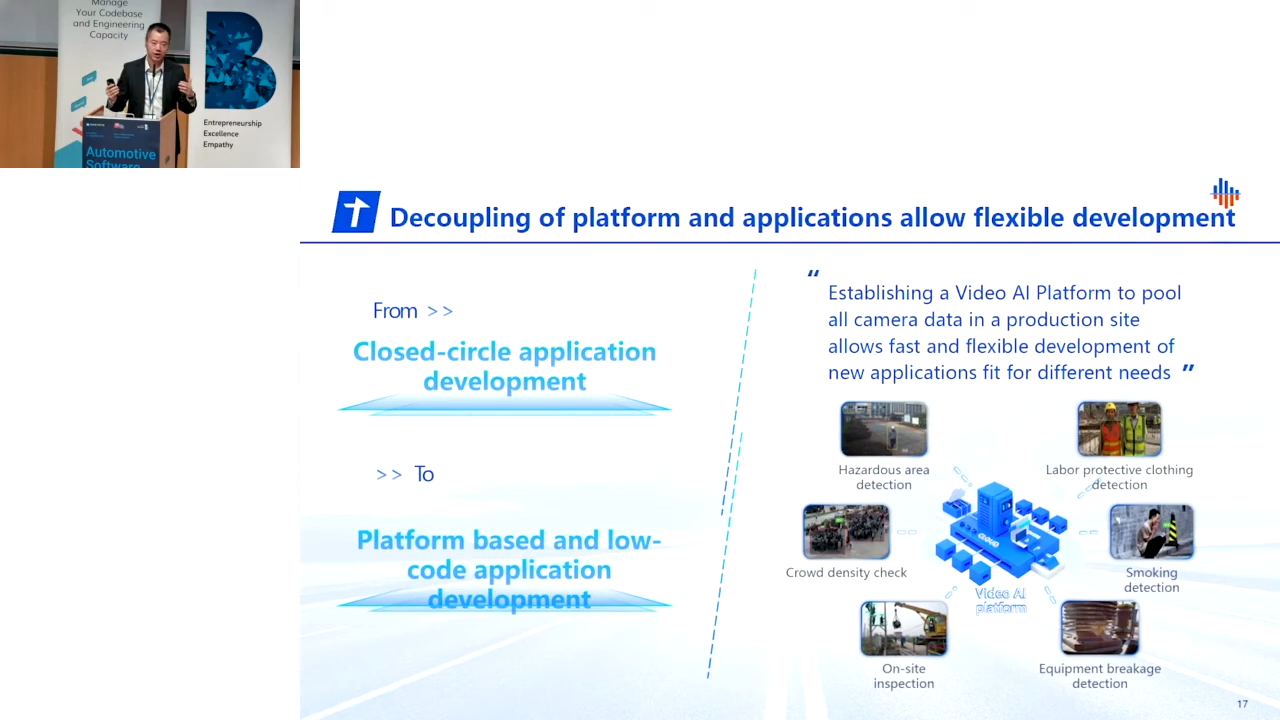 Manage
Your Codebase
and Engineering
Capacity
Entrepreneurship
Excellence
Empathy
Automotive
Software
Decoupling of platform and applications allow flexible development
From >>
Closed-circle application
development
>> To
Platform based and low-
code application
development
“
Establishing a Video AI Platform to pool
all camera data in a production site
allows fast and flexible development of
new applications fit for different needs ”
Hazardous area
detection
Labor protective clothing
detection
Crowd density check
CLOUD
Smoking
detection
Video AI
platform
On-site
inspection
Equipment breakage
detection
17